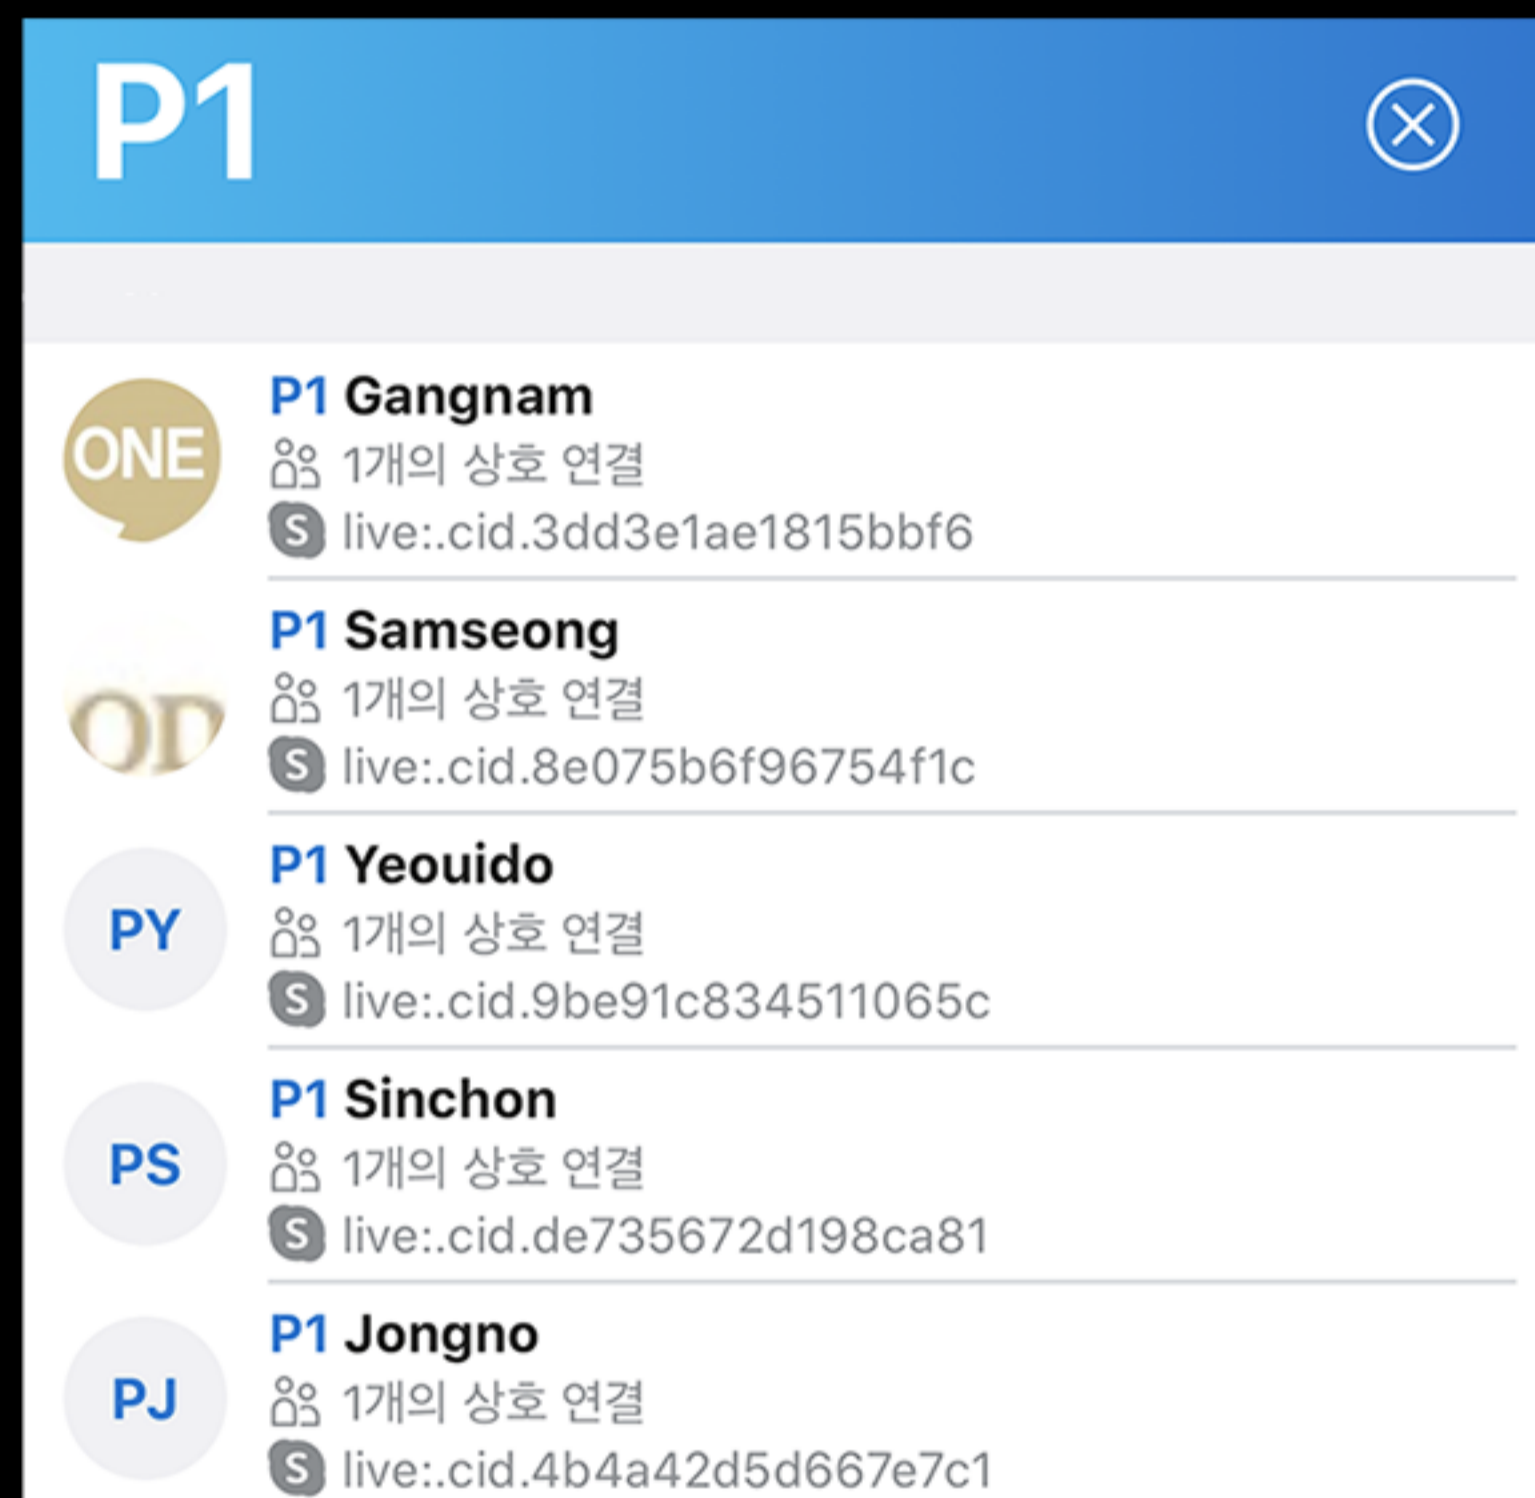 P1
ONE
P1 Gangnam
1개의 상호 연결
S live:.cid.3dd3e1ae1815bbf6
OD
P1 Samseong
1개의 상호 연결
S live:.cid.8e075b6f96754f1c
PY
P1 Yeouido
1개의 상호 연결
S live:.cid.9be91c834511065c
PS
P1 Sinchon
1개의 상호 연결
S live:.cid.de735672d198ca81
PJ
P1 Jongno
1개의 상호 연결
S live:.cid.4b4a42d5d667e7c1